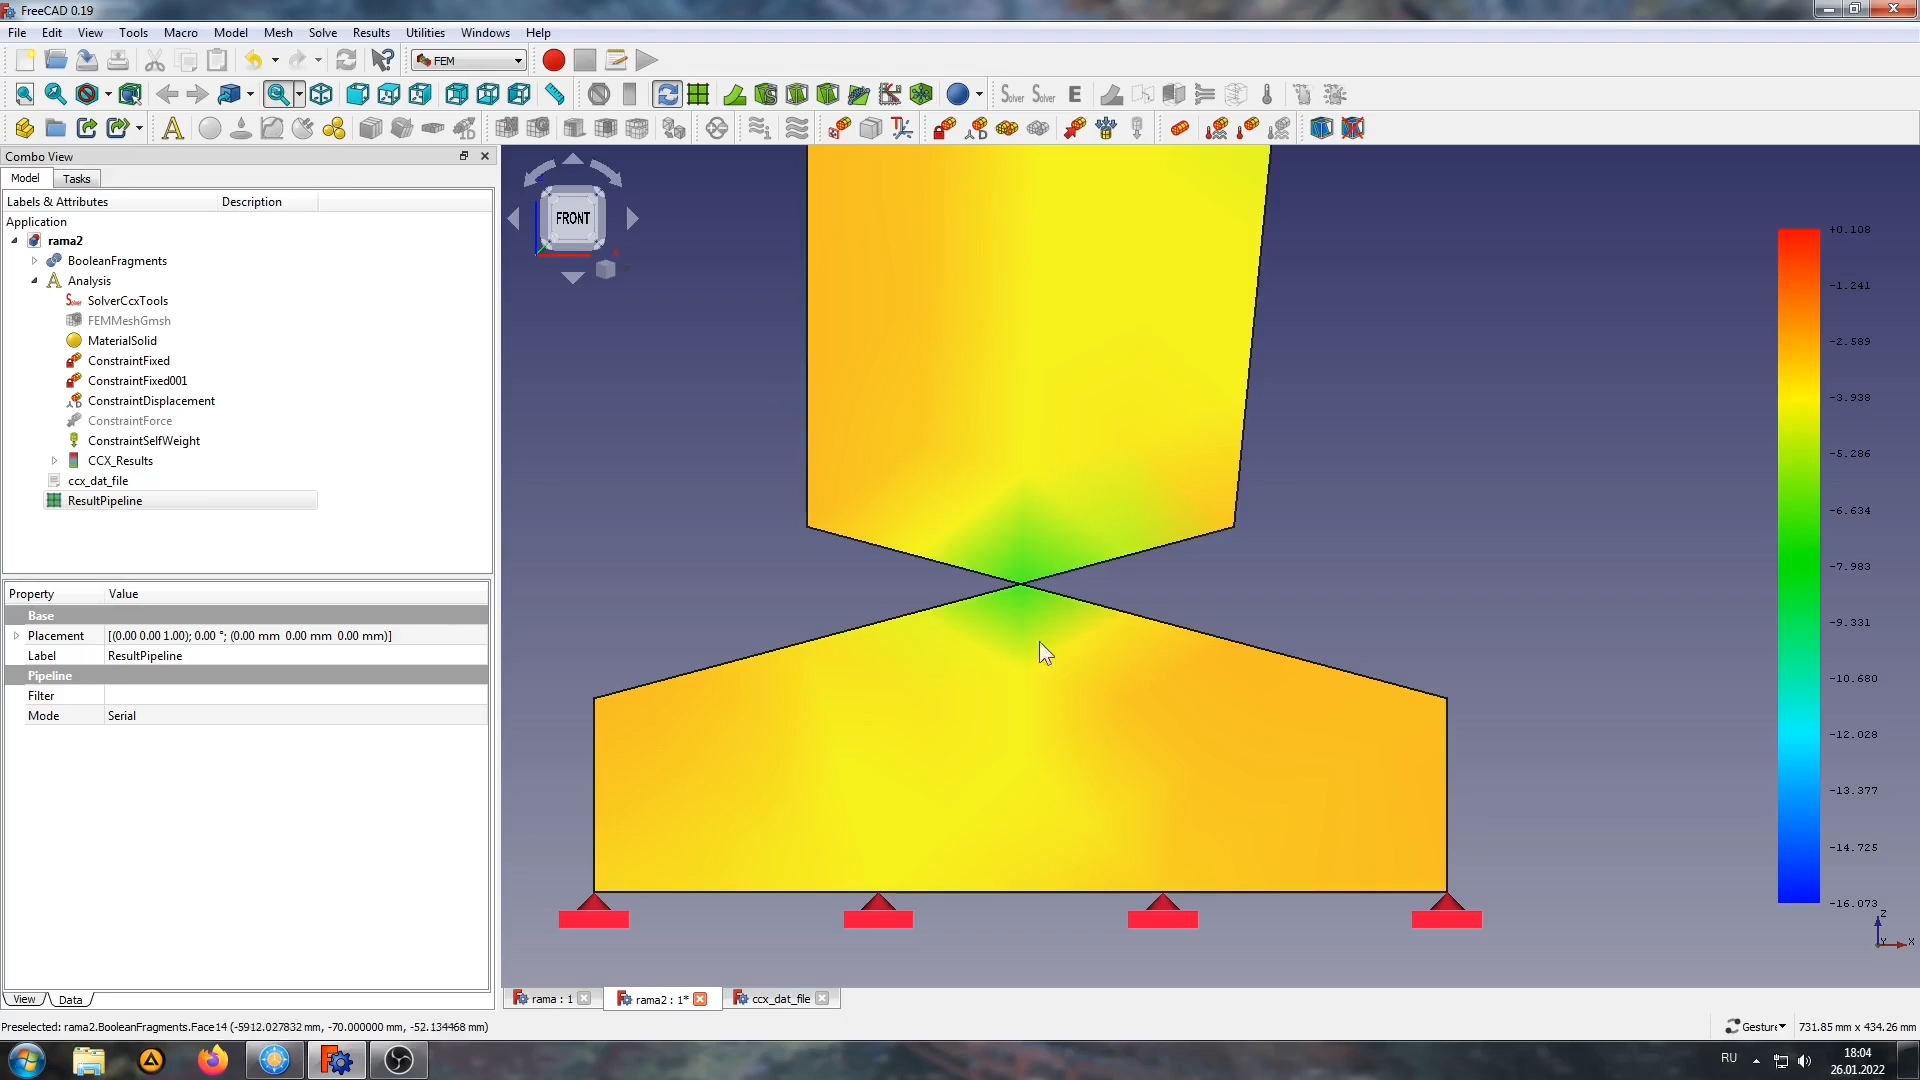 FreeCAD 0.19
File Edit View Tools Macro Model Mesh Solve Results Utilities Windows Help
FEM
Solver Solver E
Combo View
Model Tasks
Labels & Attributes Description
Application
rama2
BooleanFragments
Analysis
SolverCcxTools
FEMMeshGmsh
MaterialSolid
ConstraintFixed
ConstraintFixed001
ConstraintDisplacement
ConstraintForce
ConstraintSelfWeight
CCX_Results
ccx_dat_file
ResultPipeline
Property Value
Base
Placement [(0.00 0.00 1.00); 0.00 °; (0.00 mm 0.00 mm 0.00 mm)]
Label ResultPipeline
Pipeline
Filter
Mode Serial
View Data
FRONT
+0.108
-1.241
-2.589
-3.938
-5.286
-6.634
-7.983
-9.331
-10.680
-12.028
-13.377
-14.725
-16.073
Z
Y X
rama : 1
rama2 : 1*
ccx_dat_file
Preselected: rama2.BooleanFragments.Face14 (-5912.027832 mm, -70.000000 mm, -52.134468 mm)
Gesture 731.85 mm x 434.26 mm
RU
18:04
26.01.2022